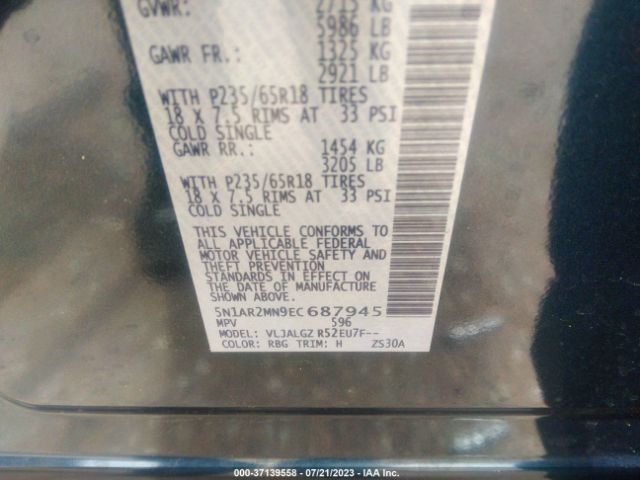 GVWR: 2715 KG
5986 LB
GAWR FR.: 1325 KG
2921 LB
WITH P235/65R18 TIRES
18 X 7.5 RIMS AT 33 PSI
COLD SINGLE
GAWR RR.: 1454 KG
3205 LB
WITH P235/65R18 TIRES
18 X 7.5 RIMS AT 33 PSI
COLD SINGLE
THIS VEHICLE CONFORMS TO
ALL APPLICABLE FEDERAL
MOTOR VEHICLE SAFETY AND
THEFT PREVENTION
STANDARDS IN EFFECT ON
THE DATE OF MANUFACTURE
SHOWN ABOVE.
5N1AR2MN9EC687945
MPV 596
MODEL: VLJALGZ R52EU7F--
COLOR: RBG TRIM: H ZS30A
000-37139558 - 07/21/2023 - IAA Inc.